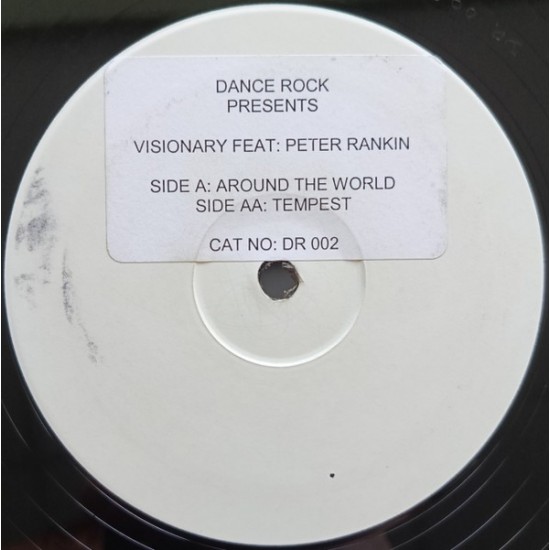 DANCE ROCK
PRESENTS
VISIONARY FEAT: PETER RANKIN
SIDE A: AROUND THE WORLD
SIDE AA: TEMPEST
CAT NO: DR 002